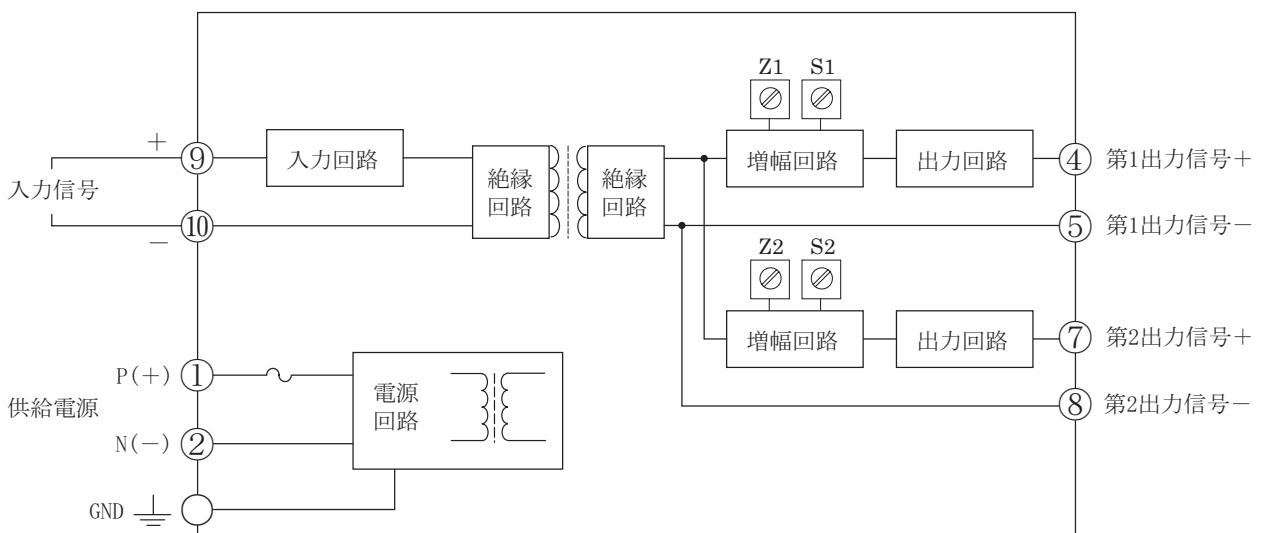 Z1 S1
+
⑨
入力回路
絶縁
回路
絶縁
回路
増幅回路
出力回路
④
第1出力信号+
入力信号
⑩
−
⑤
第1出力信号−
Z2 S2
増幅回路
出力回路
⑦
第2出力信号+
⑧
第2出力信号−
P(+)
①
供給電源
電源
回路
N(−)
②
GND